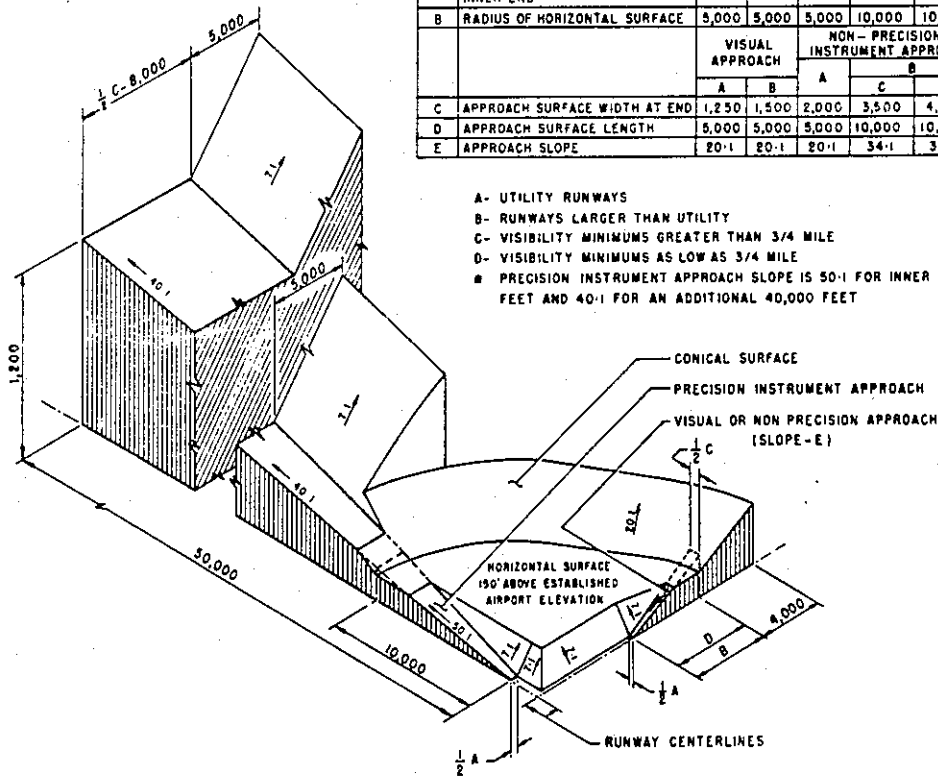 B RADIUS OF HORIZONTAL SURFACE 5,000 5,000 5,000 10,000 10
VISUAL APPROACH
NON-PRECISION
INSTRUMENT APPR
A B A B
C
C APPROACH SURFACE WIDTH AT END 1,250 1,500 2,000 3,500 4,
D APPROACH SURFACE LENGTH 5,000 5,000 5,000 10,000 10,
E APPROACH SLOPE 20:1 20:1 20:1 34:1 3
A- UTILITY RUNWAYS
B- RUNWAYS LARGER THAN UTILITY
C- VISIBILITY MINIMUMS GREATER THAN 3/4 MILE
D- VISIBILITY MINIMUMS AS LOW AS 3/4 MILE
* PRECISION INSTRUMENT APPROACH SLOPE IS 50:1 FOR INNER
FEET AND 40:1 FOR AN ADDITIONAL 40,000 FEET
5,000
1/2 C-8,000
7:1
40:1
5,000
1,200
7:1
CONICAL SURFACE
PRECISION INSTRUMENT APPROACH
VISUAL OR NON PRECISION APPROACH
(SLOPE-E)
1/2 C
40:1
20:1
50,000
HORIZONTAL SURFACE
150' ABOVE ESTABLISHED
AIRPORT ELEVATION
50:1
7:1
7:1
7:1
7:1
10,000
4,000
D
B
1/2 A
RUNWAY CENTERLINES
1/2 A